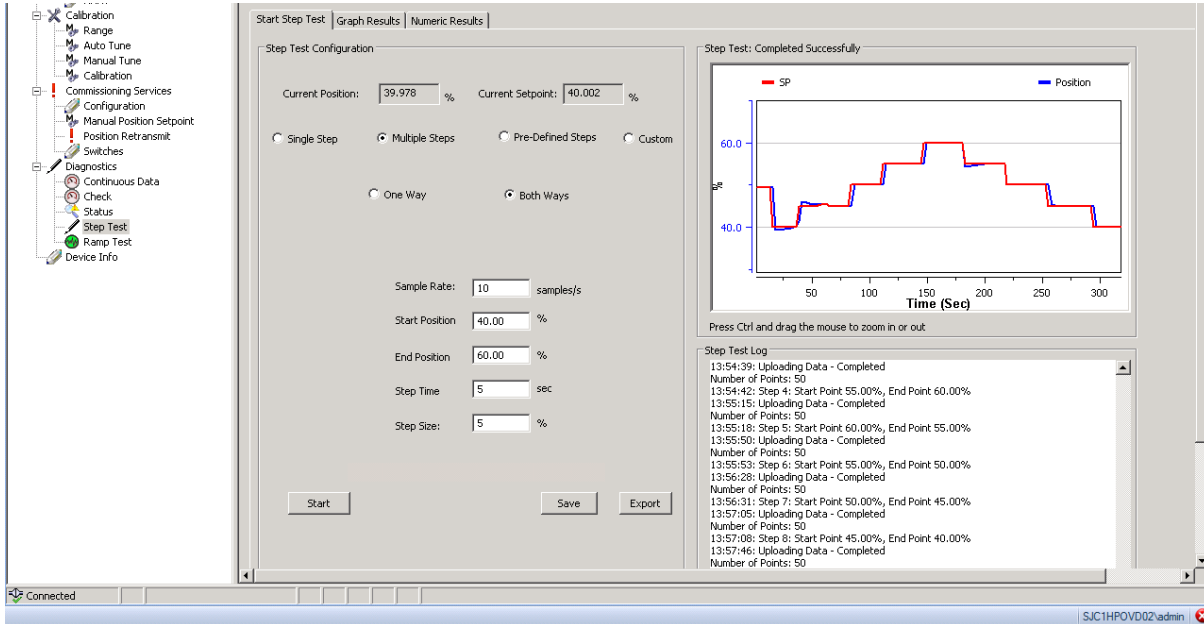 Calibration
Range
Auto Tune
Manual Tune
Calibration
Commissioning Services
Configuration
Manual Position Setpoint
Position Retransmit
Switches
Diagnostics
Continuous Data
Check
Status
Step Test
Ramp Test
Device Info
Start Step Test Graph Results Numeric Results
Step Test Configuration
Current Position: 39.978 % Current Setpoint: 40.002 %
Single Step Multiple Steps Pre-Defined Steps Custom
One Way Both Ways
Sample Rate: 10 samples/s
Start Position 40.00 %
End Position 60.00 %
Step Time 5 sec
Step Size: 5 %
Start Save Export
Step Test: Completed Successfully
SP Position
60.0
%
40.0
50 100 150 200 250 300
Time (Sec)
Press Ctrl and drag the mouse to zoom in or out
Step Test Log
13:54:39: Uploading Data - Completed
Number of Points: 50
13:54:42: Step 4: Start Point 55.00%, End Point 60.00%
13:55:15: Uploading Data - Completed
Number of Points: 50
13:55:18: Step 5: Start Point 60.00%, End Point 55.00%
13:55:50: Uploading Data - Completed
Number of Points: 50
13:55:53: Step 6: Start Point 55.00%, End Point 50.00%
13:56:28: Uploading Data - Completed
Number of Points: 50
13:56:31: Step 7: Start Point 50.00%, End Point 45.00%
13:57:05: Uploading Data - Completed
Number of Points: 50
13:57:08: Step 8: Start Point 45.00%, End Point 40.00%
13:57:46: Uploading Data - Completed
Number of Points: 50
Connected
SJC1HPOVD02\admin